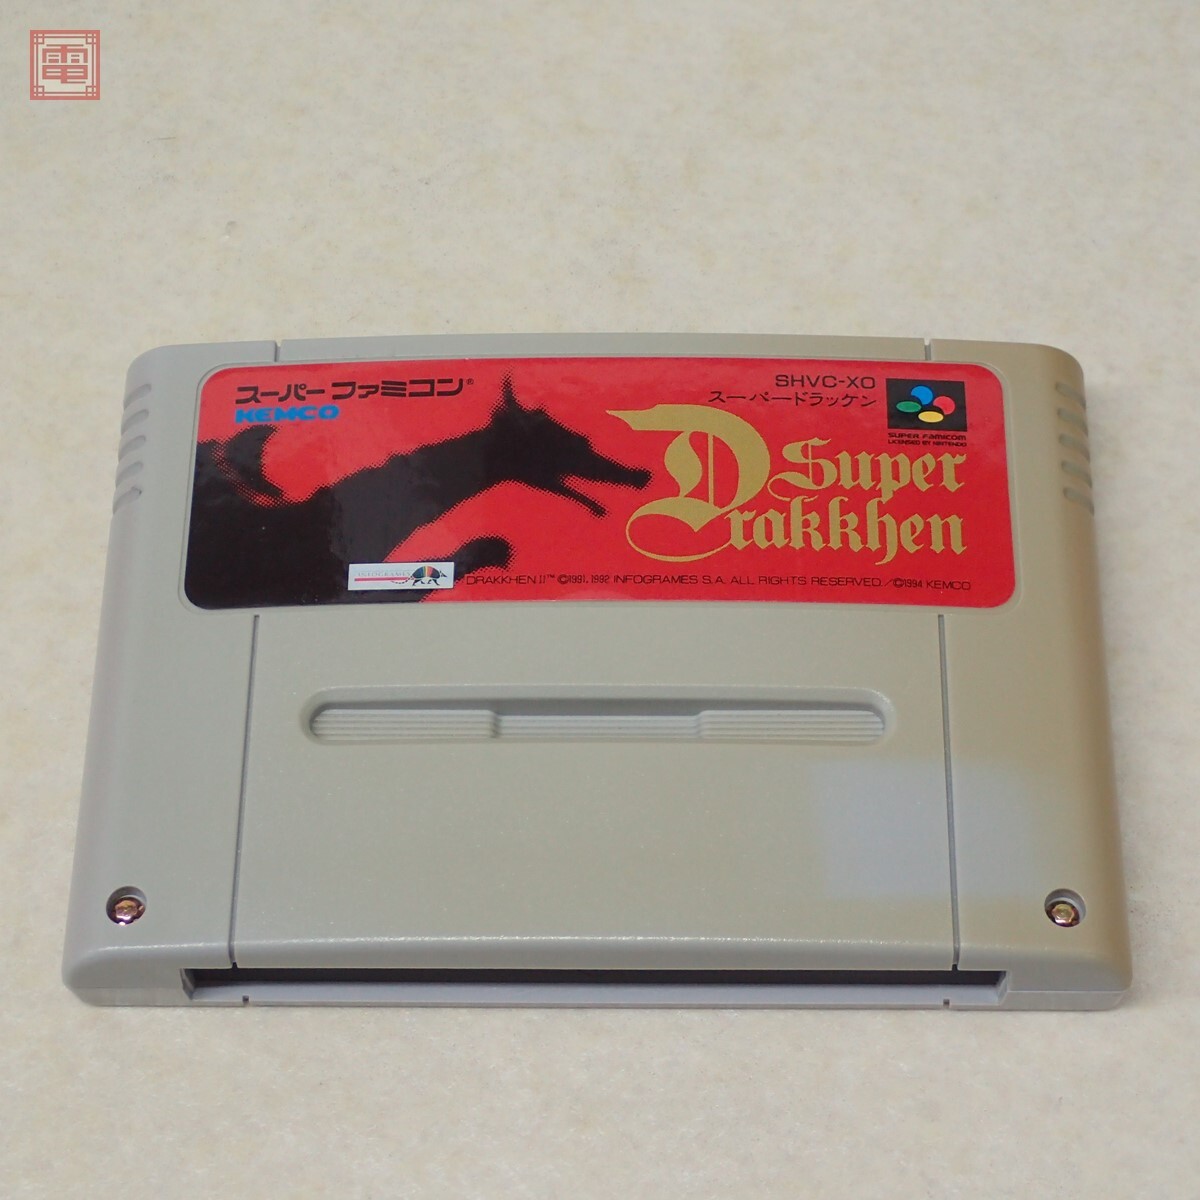 電
スーパーファミコン®
KEMCO
SHVC-XO
スーパードラッケン
SUPER FAMICOM
LICENSED BY NINTENDO
Super
Drakkhen
INFOGRAMES
DRAKKHEN II™ ©1991, 1992 INFOGRAMES S.A. ALL RIGHTS RESERVED／©1994 KEMCO